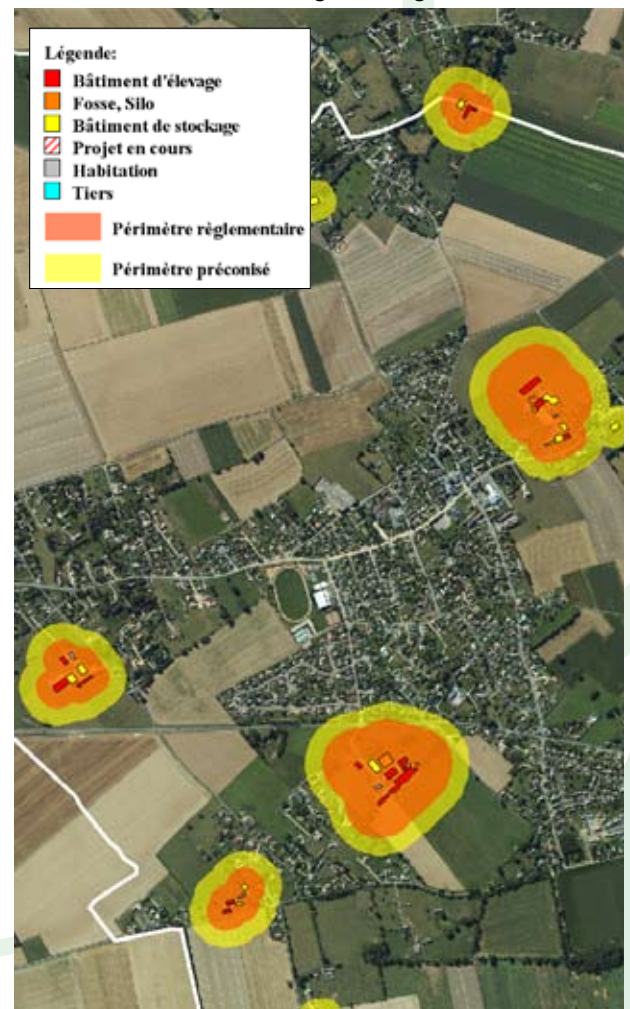 Légende:
Bâtiment d'élevage
Fosse, Silo
Bâtiment de stockage
Projet en cours
Habitation
Tiers
Périmètre règlementaire
Périmètre préconisé